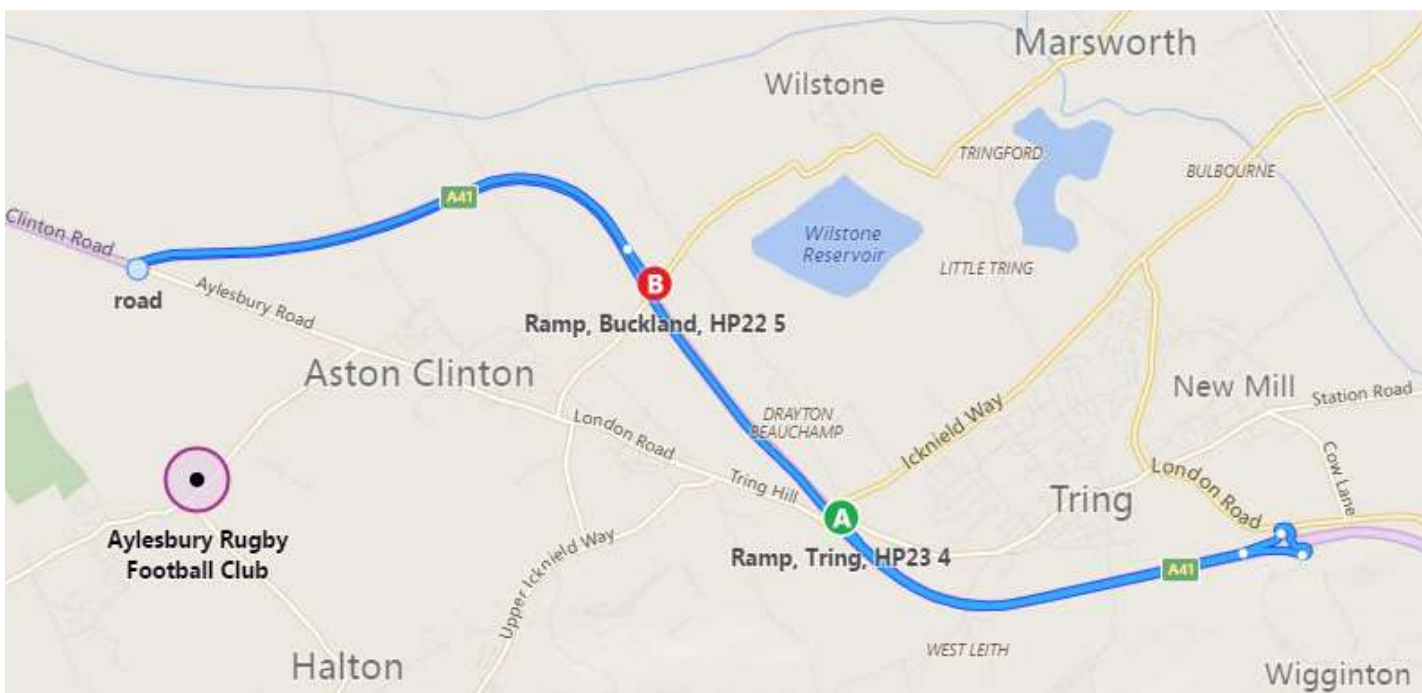 Marsworth
Wilstone
TRINGFORD
BULBOURNE
A41
Clinton Road
Wilstone
Reservoir
LITTLE TRING
road
Aylesbury Road
B
Ramp, Buckland, HP22 5
Aston Clinton
New Mill
Station Road
DRAYTON
BEAUCHAMP
Icknield Way
London Road
Cow Lane
Tring Hill
London Road
Tring
A
Aylesbury Rugby
Football Club
Upper Icknield Way
Ramp, Tring, HP23 4
A41
WEST LEITH
Halton
Wigginton